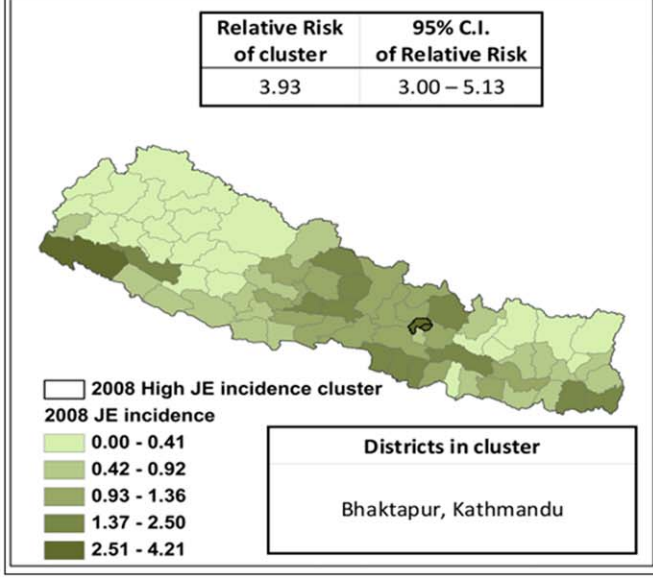 Relative Risk of cluster
95% C.I. of Relative Risk
3.93
3.00 – 5.13
2008 High JE incidence cluster
2008 JE incidence
0.00 - 0.41
0.42 - 0.92
0.93 - 1.36
1.37 - 2.50
2.51 - 4.21
Districts in cluster
Bhaktapur, Kathmandu